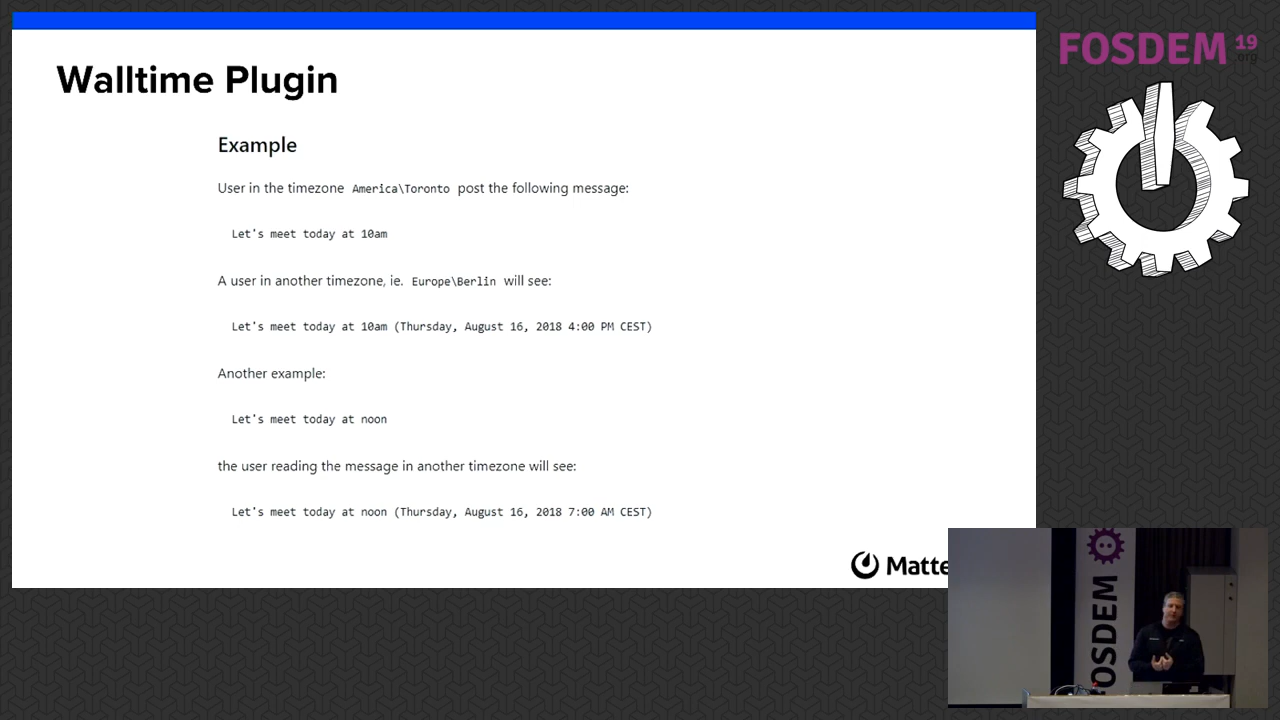 Walltime Plugin
Example
User in the timezone America\Toronto post the following message:
Let's meet today at 10am
A user in another timezone, ie. Europe\Berlin will see:
Let's meet today at 10am (Thursday, August 16, 2018 4:00 PM CEST)
Another example:
Let's meet today at noon
the user reading the message in another timezone will see:
Let's meet today at noon (Thursday, August 16, 2018 7:00 AM CEST)
Matte
FOSDEM 19
.org
FOSDEM